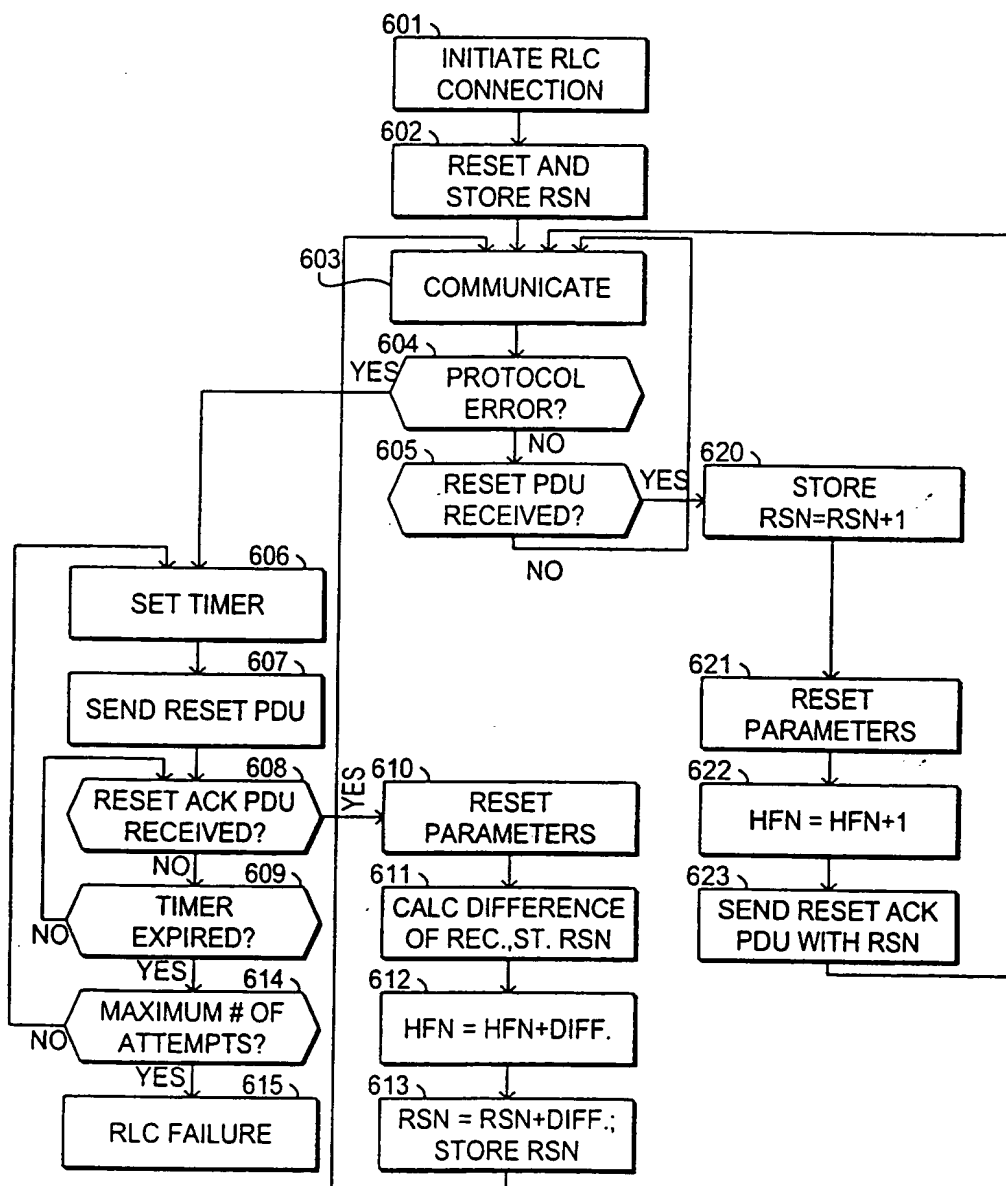 601
INITIATE RLC
CONNECTION
602
RESET AND
STORE RSN
603
COMMUNICATE
604
YES
PROTOCOL
ERROR?
NO
605
RESET PDU
RECEIVED?
YES
NO
620
STORE
RSN=RSN+1
606
SET TIMER
607
SEND RESET PDU
608
RESET ACK PDU
RECEIVED?
YES
NO
609
TIMER
EXPIRED?
NO
YES
614
MAXIMUM # OF
ATTEMPTS?
NO
YES
615
RLC FAILURE
610
RESET
PARAMETERS
611
CALC DIFFERENCE
OF REC.,ST. RSN
612
HFN = HFN+DIFF.
613
RSN = RSN+DIFF.;
STORE RSN
621
RESET
PARAMETERS
622
HFN = HFN+1
623
SEND RESET ACK
PDU WITH RSN